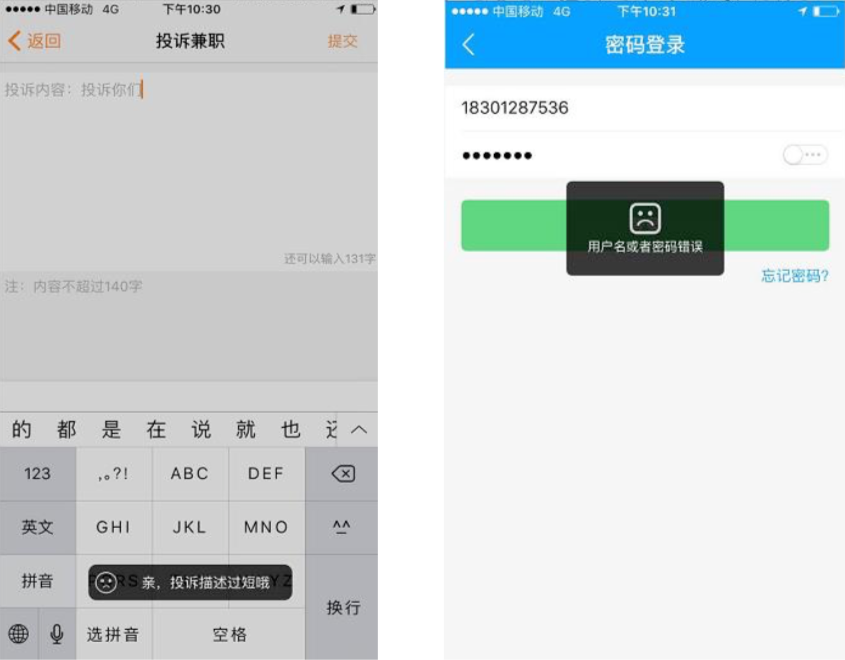 中国移动 4G 下午10:30
返回 投诉兼职 提交
投诉内容：投诉你们
还可以输入131字
注：内容不超过140字
的 都 是 在 说 就 也 还
123 ,。?! ABC DEF
英文 GHI JKL MNO ^^
拼音 亲，投诉描述过短哦
换行
选拼音 空格
中国移动 4G 下午10:31
密码登录
18301287536
用户名或者密码错误
忘记密码?